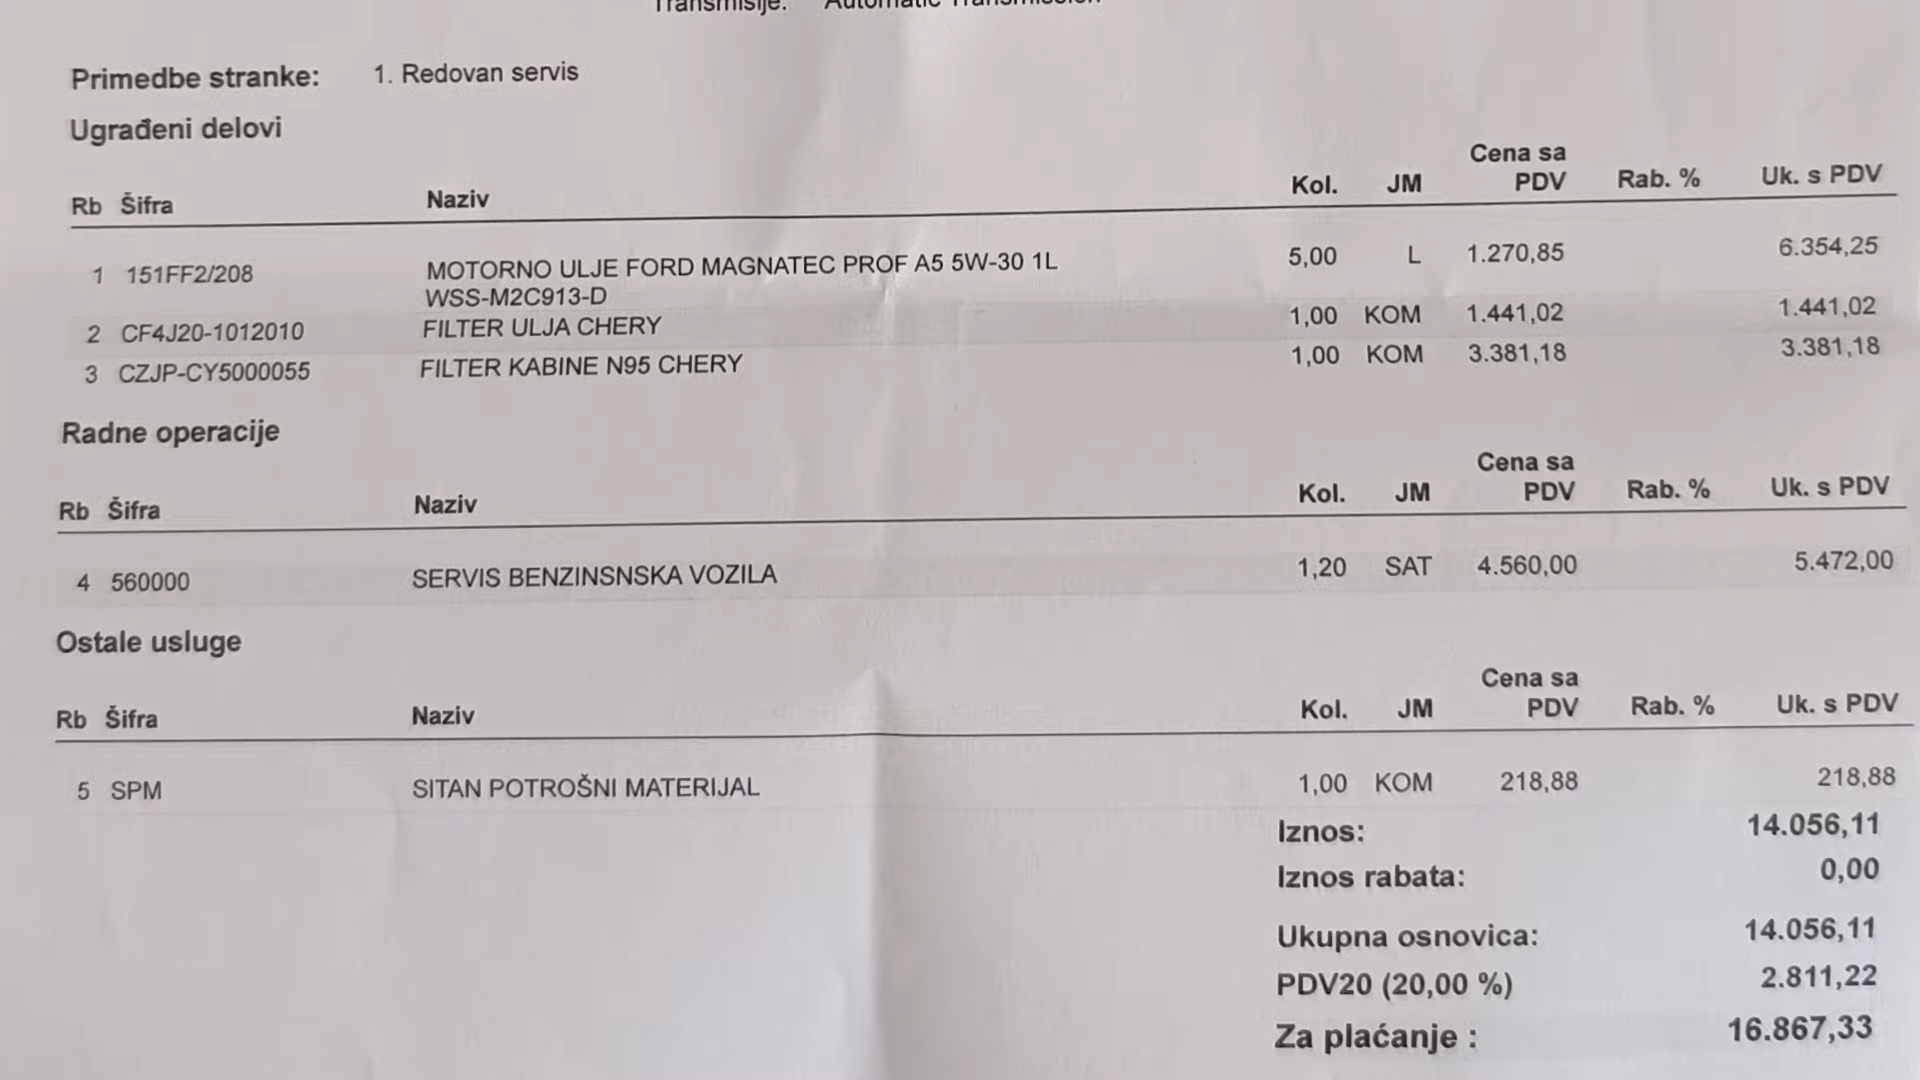 Transmisije: Automatic Transmission
Primedbe stranke: 1. Redovan servis
Ugrađeni delovi
Rb Šifra Naziv Kol. JM Cena sa PDV Rab. % Uk. s PDV
1 151FF2/208 MOTORNO ULJE FORD MAGNATEC PROF A5 5W-30 1L 5,00 L 1.270,85 6.354,25
WSS-M2C913-D
2 CF4J20-1012010 FILTER ULJA CHERY 1,00 KOM 1.441,02 1.441,02
3 CZJP-CY5000055 FILTER KABINE N95 CHERY 1,00 KOM 3.381,18 3.381,18
Radne operacije
Rb Šifra Naziv Kol. JM Cena sa PDV Rab. % Uk. s PDV
4 560000 SERVIS BENZINSNSKA VOZILA 1,20 SAT 4.560,00 5.472,00
Ostale usluge
Rb Šifra Naziv Kol. JM Cena sa PDV Rab. % Uk. s PDV
5 SPM SITAN POTROŠNI MATERIJAL 1,00 KOM 218,88 218,88
Iznos: 14.056,11
Iznos rabata: 0,00
Ukupna osnovica: 14.056,11
PDV20 (20,00 %) 2.811,22
Za plaćanje : 16.867,33